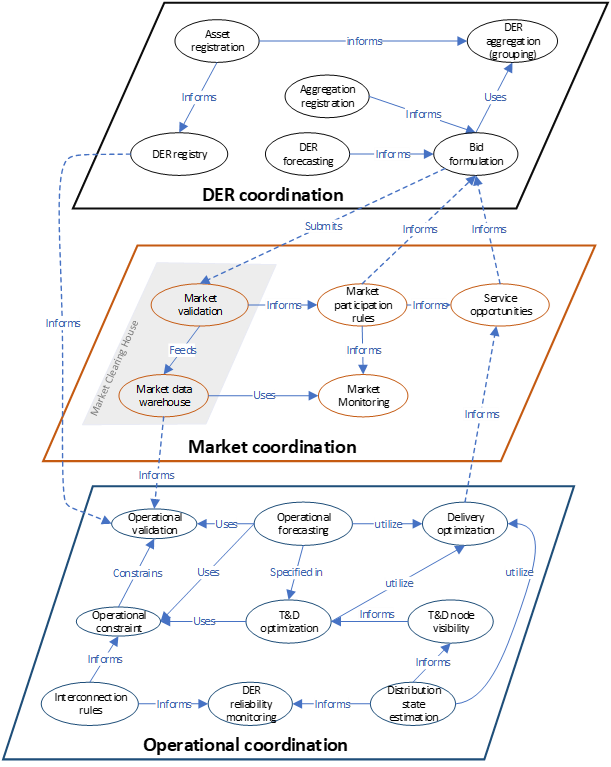 Asset
registration
informs
DER
aggregation
(grouping)
Informs
Aggregation
registration
Informs
Uses
DER registry
DER
forecasting
Informs
Bid
formulation
DER coordination
Submits
Informs
Informs
Market Clearing House
Market
validation
Informs
Market
participation
rules
Informs
Service
opportunities
Informs
Feeds
Informs
Market data
warehouse
Uses
Market
Monitoring
Informs
Market coordination
Informs
Operational
validation
Uses
Operational
forecasting
utilize
Delivery
optimization
Constrains
Uses
Specified in
utilize
utilize
Operational
constraint
Uses
T&D
optimization
Informs
T&D node
visibility
Informs
Informs
Interconnection
rules
Informs
DER
reliability
monitoring
Informs
Distribution
state
estimation
Operational coordination